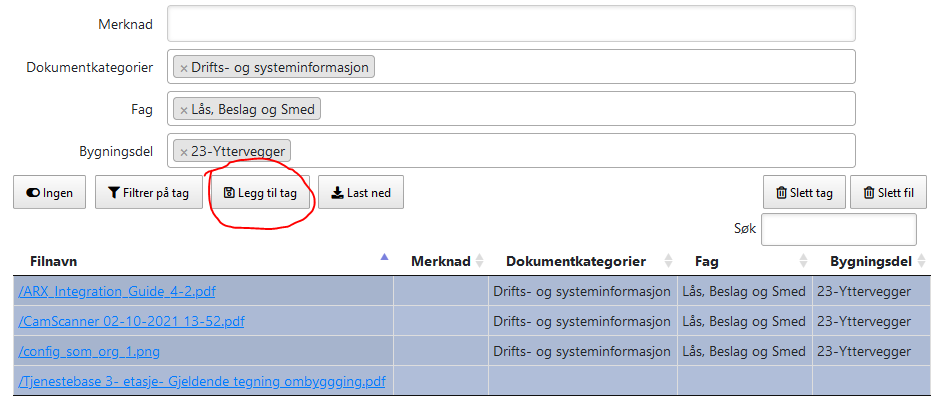 Merknad
Dokumentkategorier × Drifts- og systeminformasjon
Fag × Lås, Beslag og Smed
Bygningsdel × 23-Yttervegger
Ingen Filtrer på tag Legg til tag Last ned Slett tag Slett fil
Søk
Filnavn Merknad Dokumentkategorier Fag Bygningsdel
/ARX_Integration_Guide_4-2.pdf Drifts- og systeminformasjon Lås, Beslag og Smed 23-Yttervegger
/CamScanner 02-10-2021 13-52.pdf Drifts- og systeminformasjon Lås, Beslag og Smed 23-Yttervegger
/config_som_org_1.png Drifts- og systeminformasjon Lås, Beslag og Smed 23-Yttervegger
/Tjenestebase 3- etasje- Gjeldende tegning ombyggging.pdf